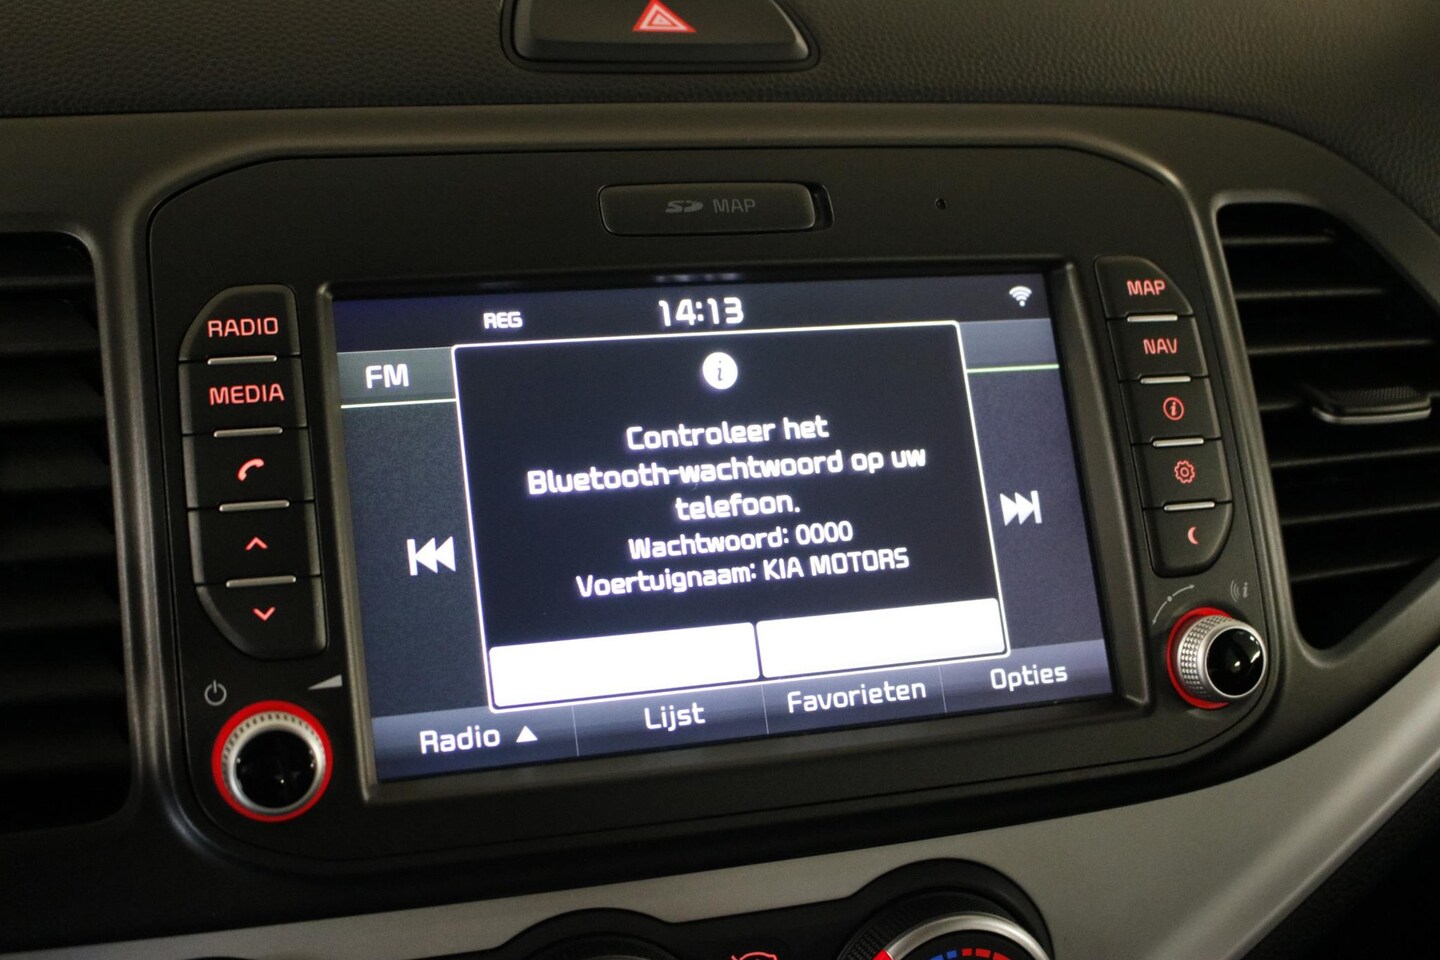 SD MAP
RADIO
MEDIA
MAP
NAV
REG 14:13
FM
Controleer het
Bluetooth-wachtwoord op uw
telefoon.
Wachtwoord: 0000
Voertuignaam: KIA MOTORS
Radio ▲ Lijst Favorieten Opties